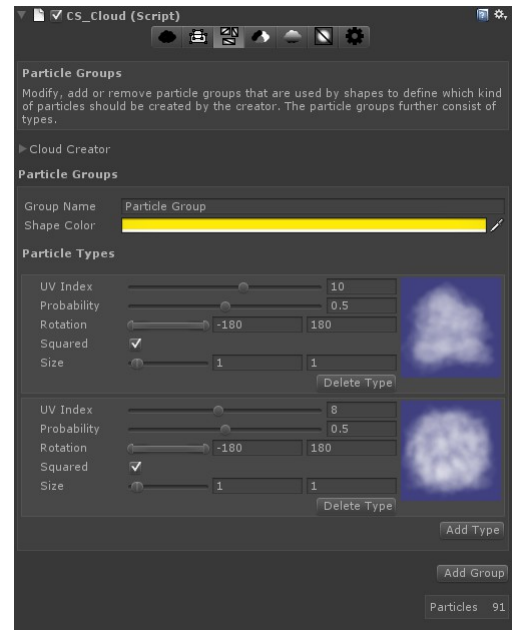 CS_Cloud (Script)
Particle Groups
Modify, add or remove particle groups that are used by shapes to define which kind
of particles should be created by the creator. The particle groups further consist of
types.
Cloud Creator
Particle Groups
Group Name Particle Group
Shape Color
Particle Types
UV Index 10
Probability 0.5
Rotation -180 180
Squared
Size 1 1
Delete Type
UV Index 8
Probability 0.5
Rotation -180 180
Squared
Size 1 1
Delete Type
Add Type
Add Group
Particles 91